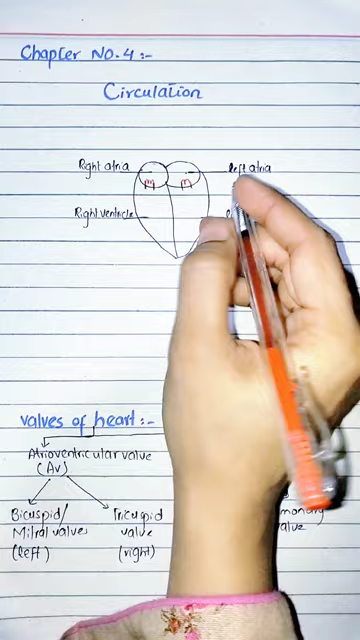 Chapter NO.4 :-
Circulation
Right atria
left atria
Right ventricle
valves of heart :-
Atrioventricular valve
(AV)
Bicuspid/
Mitral valve
(left)
Tricuspid
valve
(right)